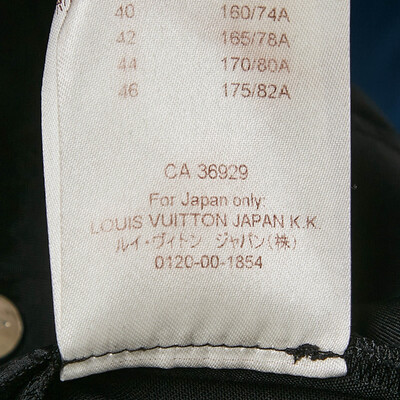 40 160/74A
42 165/78A
44 170/80A
46 175/82A
CA 36929
For Japan only:
LOUIS VUITTON JAPAN K.K.
ルイ・ヴィトン ジャパン(株)
0120-00-1854